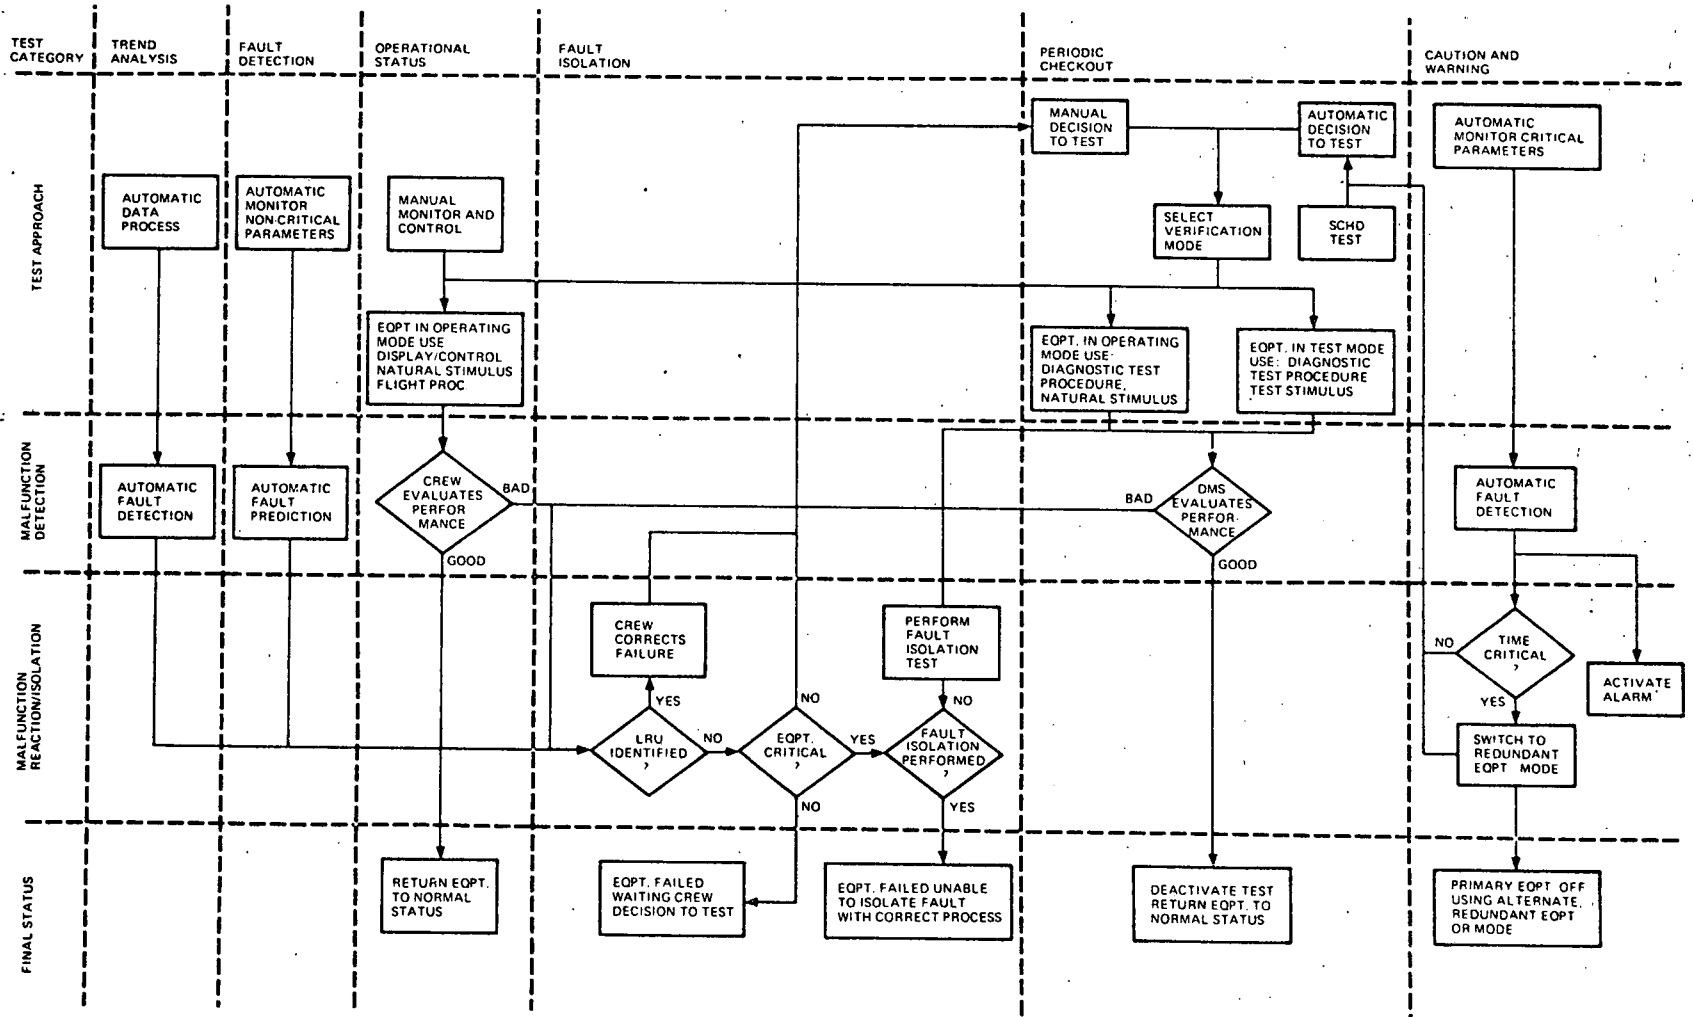 TEST
CATEGORY
TREND
ANALYSIS
FAULT
DETECTION
OPERATIONAL
STATUS
FAULT
ISOLATION
PERIODIC
CHECKOUT
CAUTION AND
WARNING
TEST APPROACH
AUTOMATIC
DATA
PROCESS
AUTOMATIC
MONITOR
NON-CRITICAL
PARAMETERS
MANUAL
MONITOR AND
CONTROL
MANUAL
DECISION
TO TEST
AUTOMATIC
DECISION
TO TEST
AUTOMATIC
MONITOR CRITICAL
PARAMETERS
SELECT
VERIFICATION
MODE
SCHD
TEST
EQPT IN OPERATING
MODE USE
DISPLAY/CONTROL
NATURAL STIMULUS
FLIGHT PROC
EQPT. IN OPERATING
MODE USE:
DIAGNOSTIC TEST
PROCEDURE,
NATURAL STIMULUS
EQPT. IN TEST MODE
USE: DIAGNOSTIC
TEST PROCEDURE
TEST STIMULUS
MALFUNCTION
DETECTION
AUTOMATIC
FAULT
DETECTION
AUTOMATIC
FAULT
PREDICTION
CREW
EVALUATES
PERFOR
MANCE
BAD
GOOD
BAD
DMS
EVALUATES
PERFOR-
MANCE
GOOD
AUTOMATIC
FAULT
DETECTION
MALFUNCTION
REACTION/ISOLATION
CREW
CORRECTS
FAILURE
YES
LRU
IDENTIFIED
?
NO
NO
EQPT.
CRITICAL
?
YES
NO
PERFORM
FAULT
ISOLATION
TEST
NO
FAULT
ISOLATION
PERFORMED
?
YES
NO
TIME
CRITICAL
?
YES
ACTIVATE
ALARM
SWITCH TO
REDUNDANT
EQPT MODE
FINAL STATUS
RETURN EQPT.
TO NORMAL
STATUS
EQPT. FAILED
WAITING CREW
DECISION TO TEST
EQPT. FAILED UNABLE
TO ISOLATE FAULT
WITH CORRECT PROCESS
DEACTIVATE TEST
RETURN EQPT. TO
NORMAL STATUS
PRIMARY EQPT OFF
USING ALTERNATE,
REDUNDANT EQPT
OR MODE